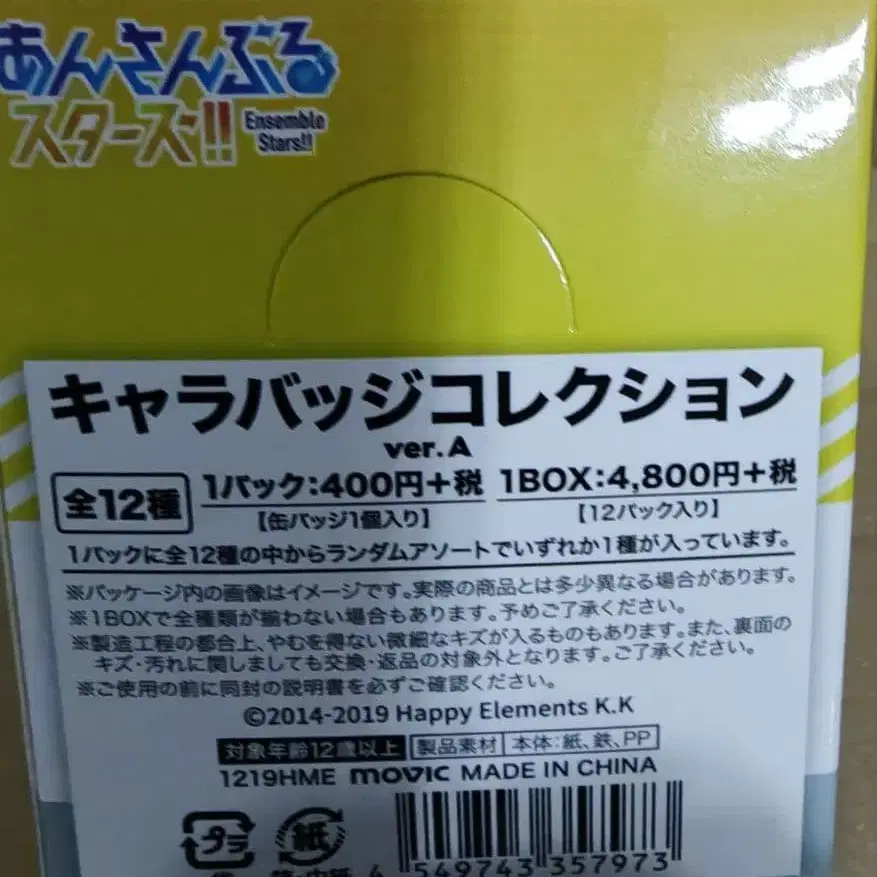 あんさんぶる
スターズ!!
Ensemble
Stars!!
キャラバッジコレクション
ver.A
全12種
1パック:400円+税
【缶バッジ1個入り】
1BOX:4,800円+税
【12パック入り】
1パックに全12種の中からランダムアソートでいずれか1種が入っています。
※パッケージ内の画像はイメージです。実際の商品とは多少異なる場合があります。
※1BOXで全種類が揃わない場合もあります。予めご了承ください。
※製造工程の都合上、やむを得ない微細なキズが入るものもあります。また、裏面の
キズ・汚れに関しましても交換・返品の対象外となります。ご了承ください。
※ご使用の前に同封の説明書を必ずご確認ください。
©2014-2019 Happy Elements K.K
対象年齢12歳以上 製品素材 本体:紙、鉄、PP
1219HME movic MADE IN CHINA
プラ
紙
4 549743 357973